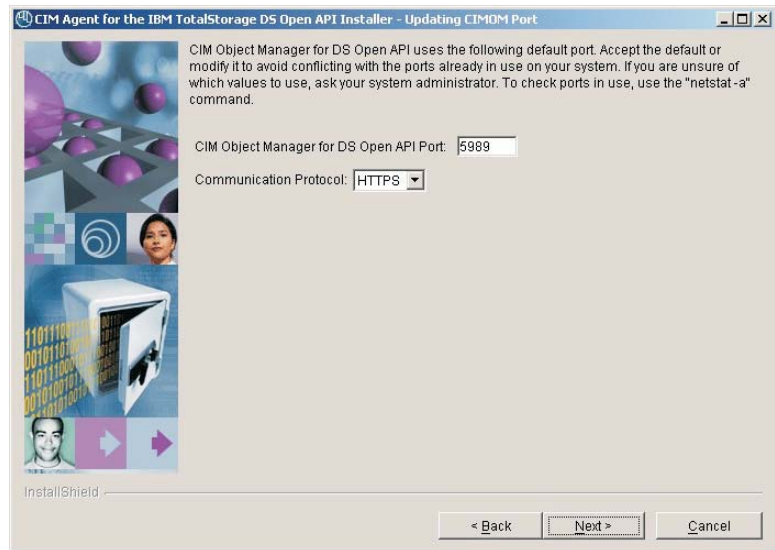 CIM Agent for the IBM TotalStorage DS Open API Installer - Updating CIMOM Port
CIM Object Manager for DS Open API uses the following default port. Accept the default or
modify it to avoid conflicting with the ports already in use on your system. If you are unsure of
which values to use, ask your system administrator. To check ports in use, use the "netstat -a"
command.
CIM Object Manager for DS Open API Port: 5989
Communication Protocol: HTTPS
InstallShield
< Back Next > Cancel